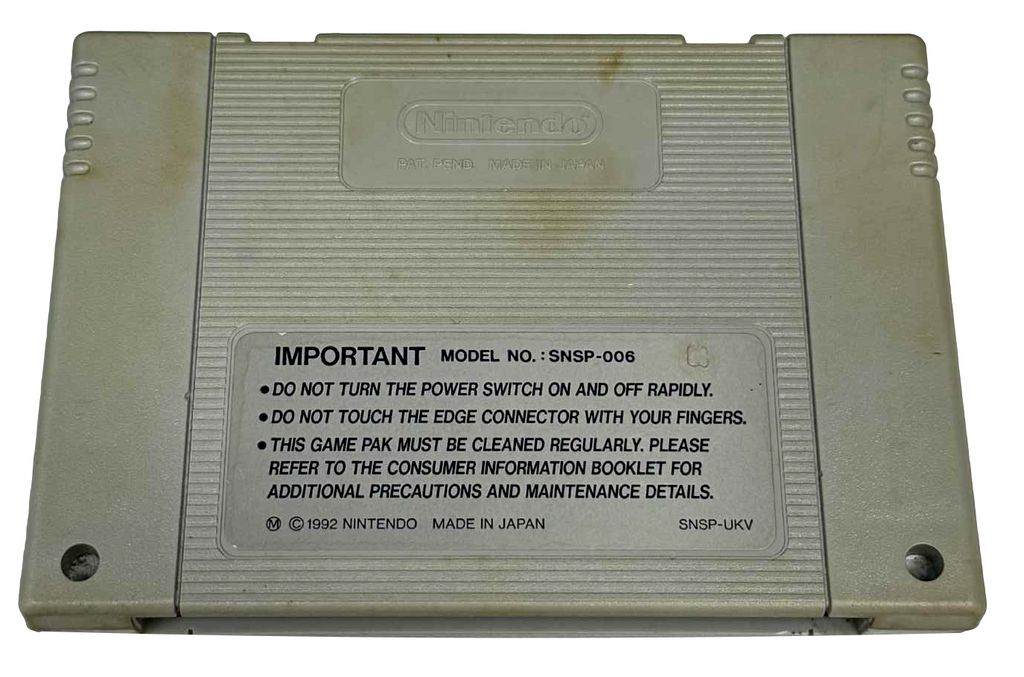 Nintendo
PAT. PEND. MADE IN JAPAN
IMPORTANT MODEL NO. : SNSP-006
•DO NOT TURN THE POWER SWITCH ON AND OFF RAPIDLY.
•DO NOT TOUCH THE EDGE CONNECTOR WITH YOUR FINGERS.
•THIS GAME PAK MUST BE CLEANED REGULARLY. PLEASE
REFER TO THE CONSUMER INFORMATION BOOKLET FOR
ADDITIONAL PRECAUTIONS AND MAINTENANCE DETAILS.
Ⓜ ©1992 NINTENDO MADE IN JAPAN SNSP-UKV